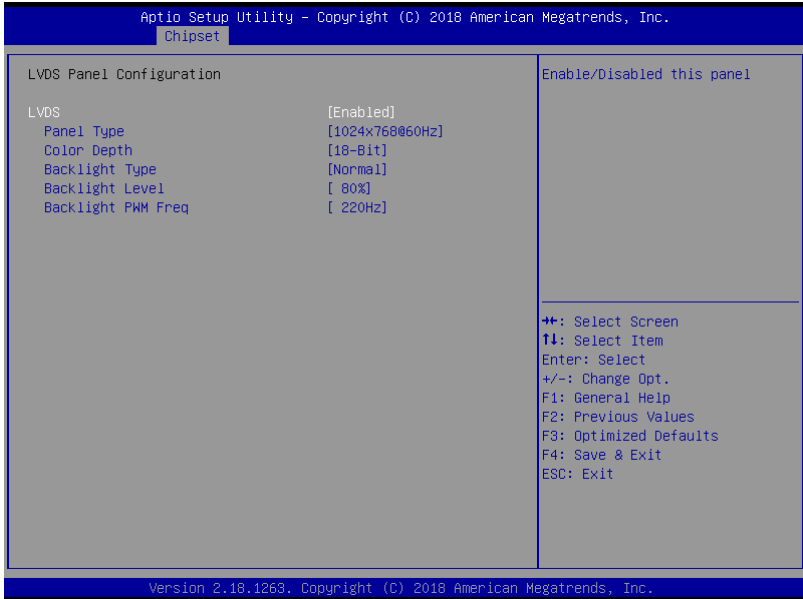 Aptio Setup Utility – Copyright (C) 2018 American Megatrends, Inc.
Chipset
LVDS Panel Configuration
LVDS [Enabled]
Panel Type [1024x768@60Hz]
Color Depth [18-Bit]
Backlight Type [Normal]
Backlight Level [ 80%]
Backlight PWM Freq [ 220Hz]
Enable/Disabled this panel
→←: Select Screen
↑↓: Select Item
Enter: Select
+/-: Change Opt.
F1: General Help
F2: Previous Values
F3: Optimized Defaults
F4: Save & Exit
ESC: Exit
Version 2.18.1263. Copyright (C) 2018 American Megatrends, Inc.